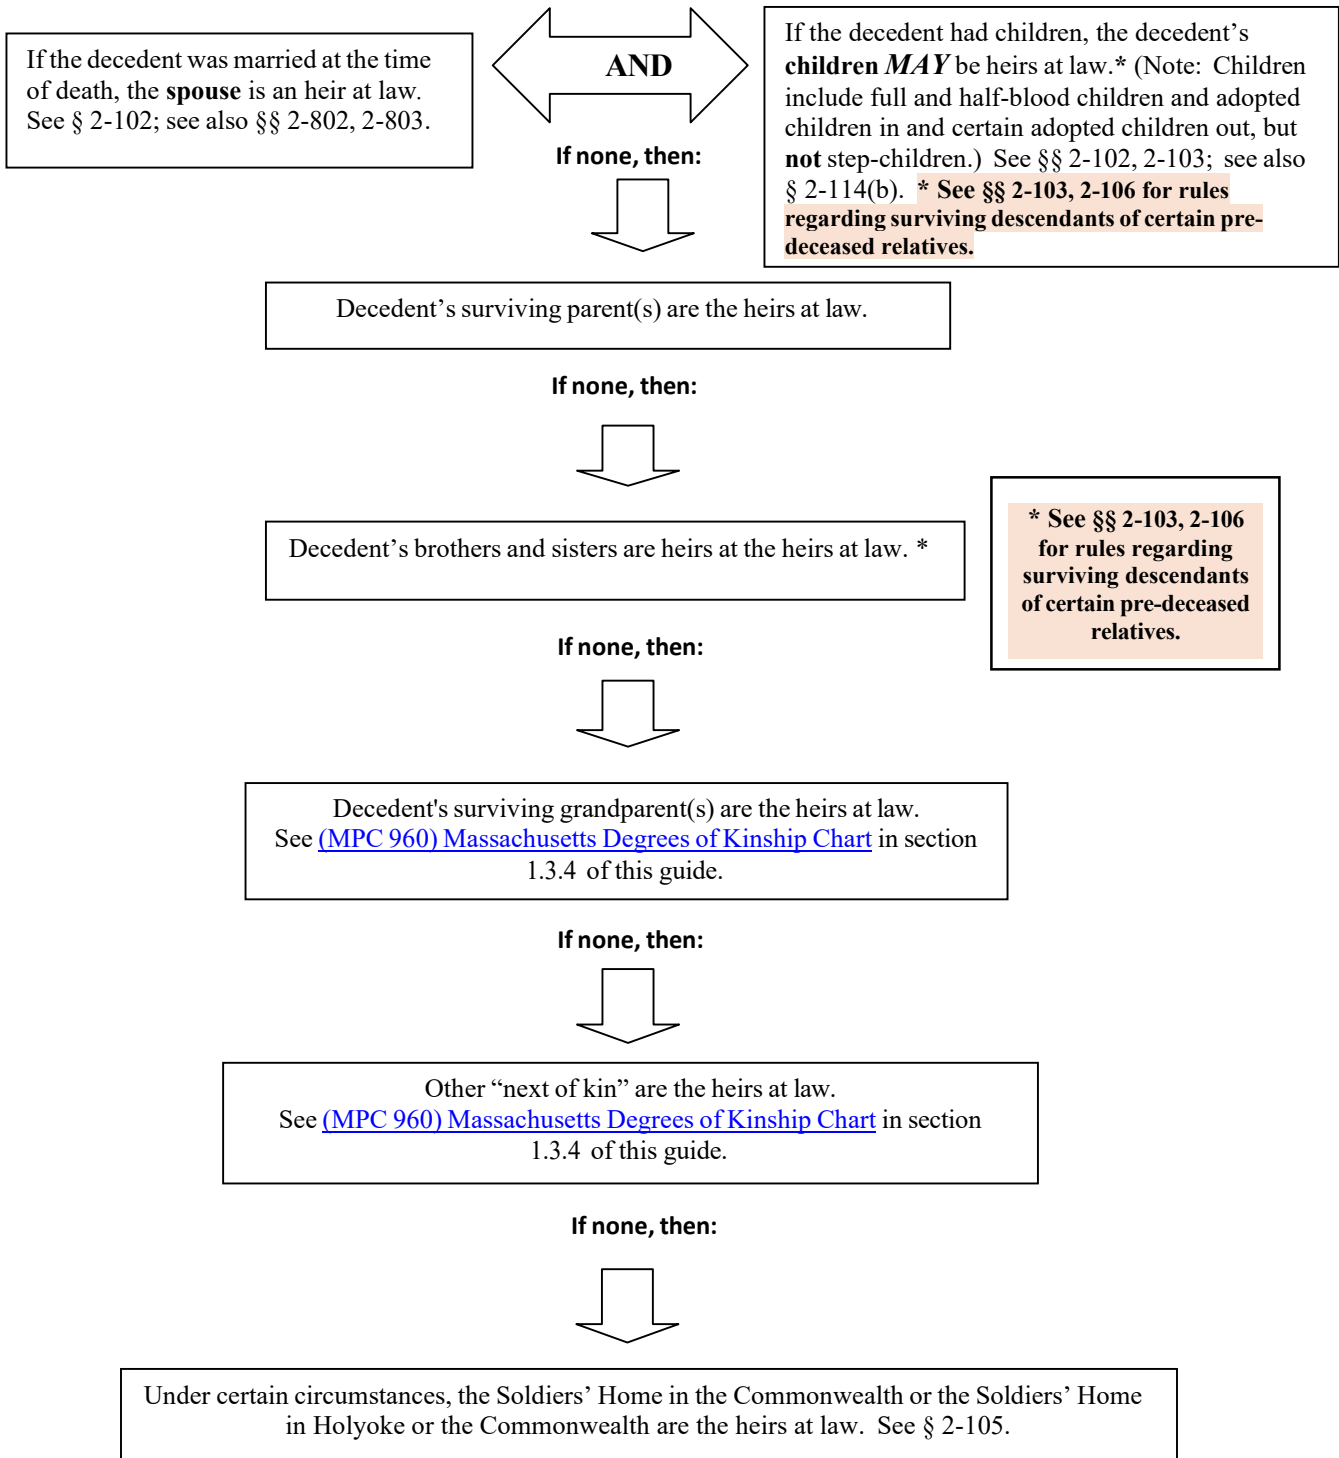 If the decedent was married at the time
of death, the spouse is an heir at law.
See § 2-102; see also §§ 2-802, 2-803.
AND
If the decedent had children, the decedent’s
children MAY be heirs at law.* (Note: Children
include full and half-blood children and adopted
children in and certain adopted children out, but
not step-children.) See §§ 2-102, 2-103; see also
§ 2-114(b). * See §§ 2-103, 2-106 for rules
regarding surviving descendants of certain pre-
deceased relatives.
If none, then:
Decedent’s surviving parent(s) are the heirs at law.
If none, then:
Decedent’s brothers and sisters are heirs at the heirs at law. *
* See §§ 2-103, 2-106
for rules regarding
surviving descendants
of certain pre-deceased
relatives.
If none, then:
Decedent's surviving grandparent(s) are the heirs at law.
See (MPC 960) Massachusetts Degrees of Kinship Chart in section
1.3.4 of this guide.
If none, then:
Other “next of kin” are the heirs at law.
See (MPC 960) Massachusetts Degrees of Kinship Chart in section
1.3.4 of this guide.
If none, then:
Under certain circumstances, the Soldiers’ Home in the Commonwealth or the Soldiers’ Home
in Holyoke or the Commonwealth are the heirs at law. See § 2-105.